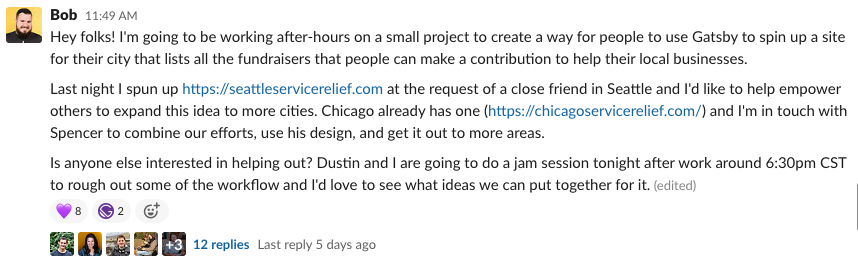 Bob 11:49 AM
Hey folks! I'm going to be working after-hours on a small project to create a way for people to use Gatsby to spin up a site
for their city that lists all the fundraisers that people can make a contribution to help their local businesses.
Last night I spun up https://seattleservicerelief.com at the request of a close friend in Seattle and I'd like to help empower
others to expand this idea to more cities. Chicago already has one (https://chicagoservicerelief.com/) and I'm in touch with
Spencer to combine our efforts, use his design, and get it out to more areas.
Is anyone else interested in helping out? Dustin and I are going to do a jam session tonight after work around 6:30pm CST
to rough out some of the workflow and I'd love to see what ideas we can put together for it. (edited)
8 2
+3 12 replies Last reply 5 days ago